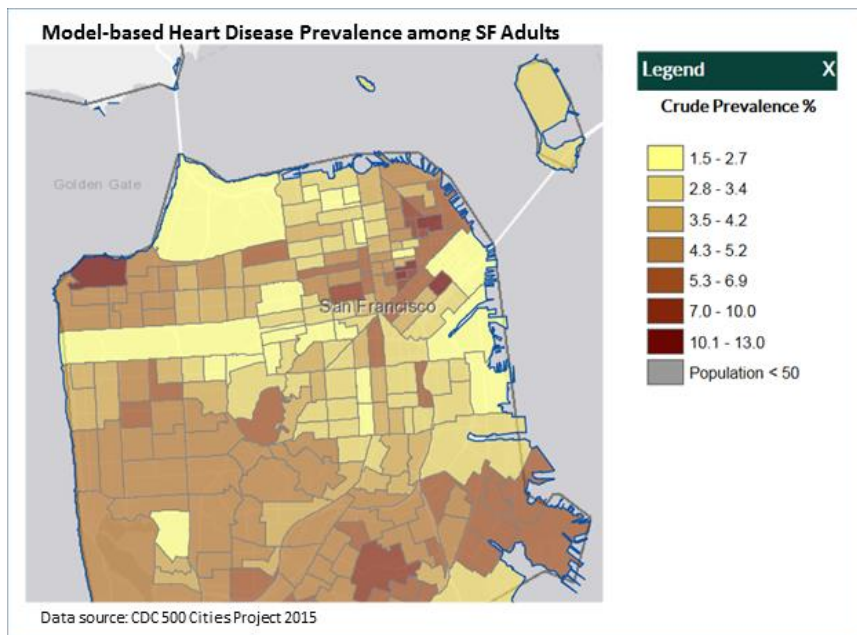 Model-based Heart Disease Prevalence among SF Adults
Legend X
Crude Prevalence %
1.5 - 2.7
2.8 - 3.4
3.5 - 4.2
4.3 - 5.2
5.3 - 6.9
7.0 - 10.0
10.1 - 13.0
Population < 50
Golden Gate
San Francisco
Data source: CDC 500 Cities Project 2015